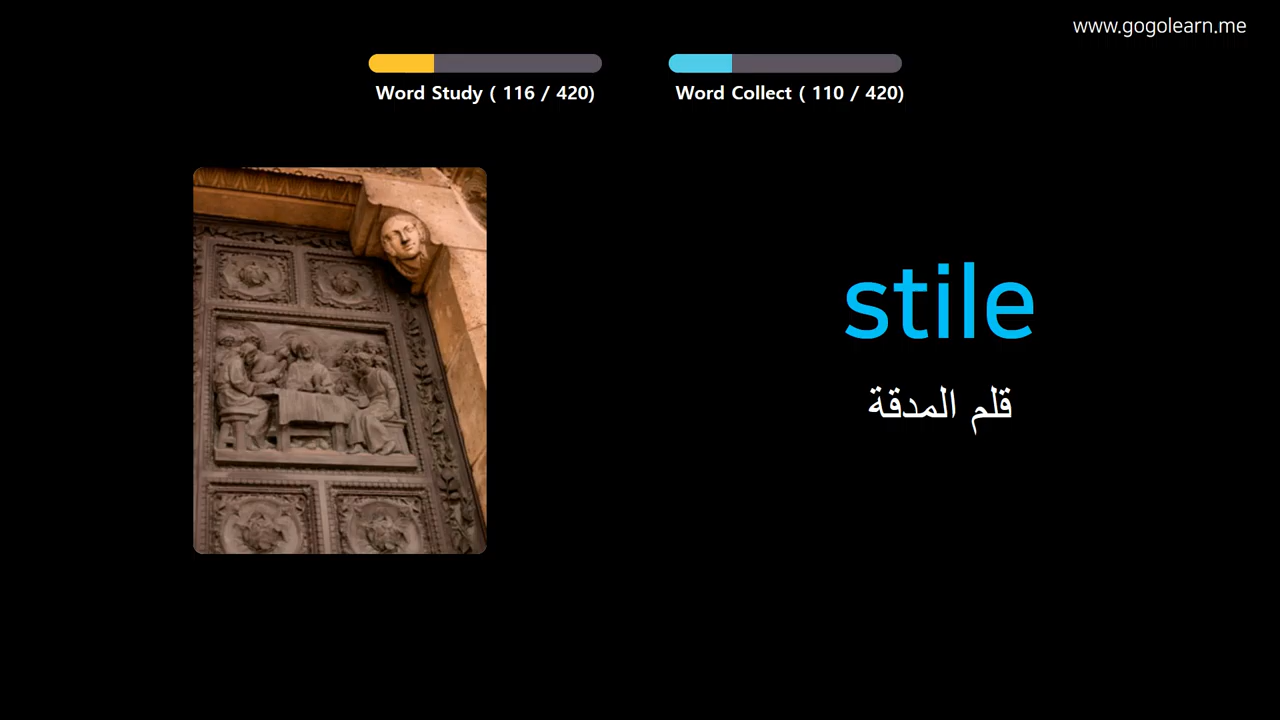 www.gogolearn.me
Word Study ( 116 / 420)
Word Collect ( 110 / 420)
stile
قلم المدقة